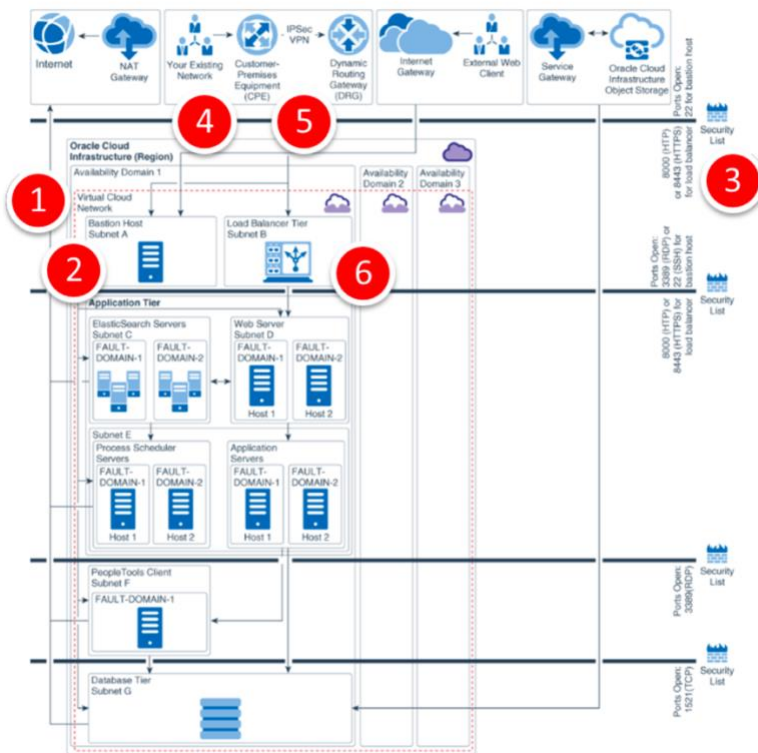 Internet
NAT
Gateway
Your Existing
Network
Customer-
Premises
Equipment
(CPE)
IPSec
VPN
Dynamic
Routing
Gateway
(DRG)
Internet
Gateway
External Web
Client
Service
Gateway
Oracle Cloud
Infrastructure
Object Storage
Ports Open:
22 for bastion host
Security
List
8000 (HTP)
or 8443 (HTTPS)
for load balancer
1
2
3
4
5
6
Oracle Cloud
Infrastructure (Region)
Availability Domain 1
Availability
Domain 2
Availability
Domain 3
Virtual Cloud
Network
Bastion Host
Subnet A
Load Balancer Tier
Subnet B
Ports Open:
3389 (RDP) or
22 (SSH) for
bastion host
Security
List
8000 (HTP) or
8443 (HTTPS) for
load balancer
Application Tier
ElasticSearch Servers
Subnet C
FAULT-
DOMAIN-1
FAULT-
DOMAIN-2
Web Server
Subnet D
FAULT-
DOMAIN-1
FAULT-
DOMAIN-2
Host 1
Host 2
Subnet E
Process Scheduler
Servers
FAULT-
DOMAIN-1
FAULT-
DOMAIN-2
Host 1
Host 2
Application
Servers
FAULT-
DOMAIN-1
FAULT-
DOMAIN-2
Host 1
Host 2
Security
List
Ports Open:
3389(RDP)
PeopleTools Client
Subnet F
FAULT-DOMAIN-1
Security
List
Ports Open:
1521(TCP)
Database Tier
Subnet G